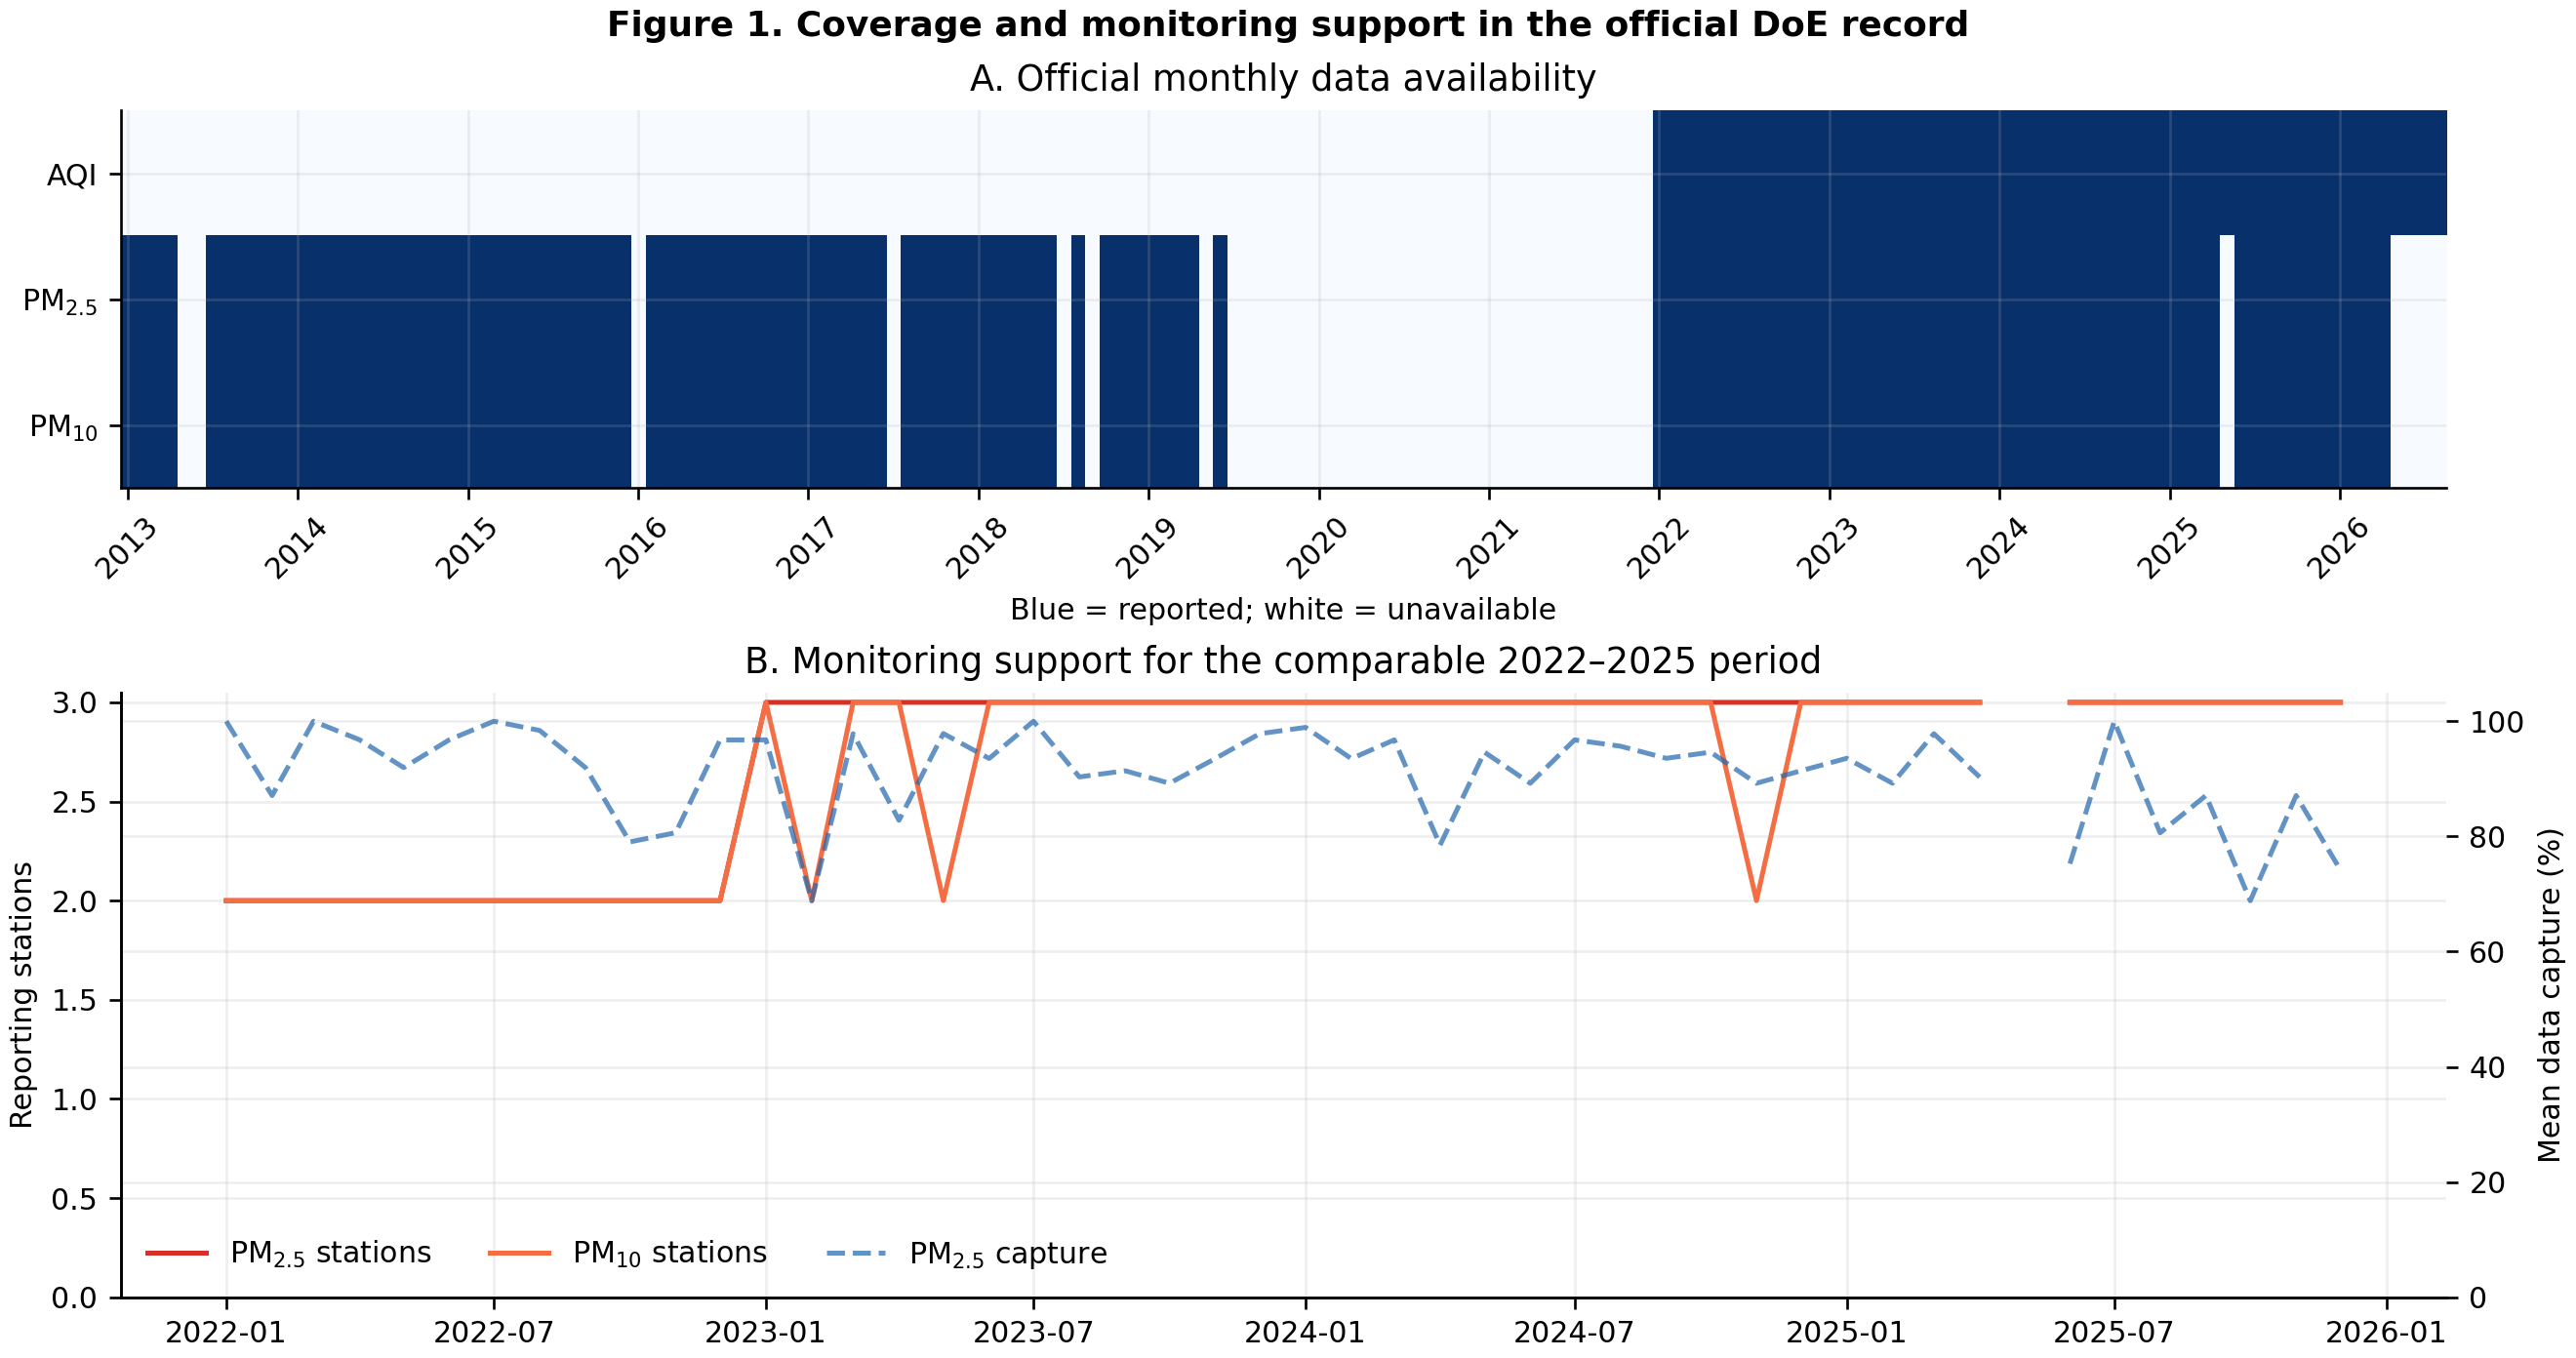 Figure 1. Coverage and monitoring support in the official DoE record
A. Official monthly data availability
AQI
PM2.5
PM10
2013 2014 2015 2016 2017 2018 2019 2020 2021 2022 2023 2024 2025 2026
Blue = reported; white = unavailable
B. Monitoring support for the comparable 2022–2025 period
Reporting stations
3.0
2.5
2.0
1.5
1.0
0.5
0.0
Mean data capture (%)
100
80
60
40
20
0
PM2.5 stations PM10 stations PM2.5 capture
2022-01 2022-07 2023-01 2023-07 2024-01 2024-07 2025-01 2025-07 2026-01